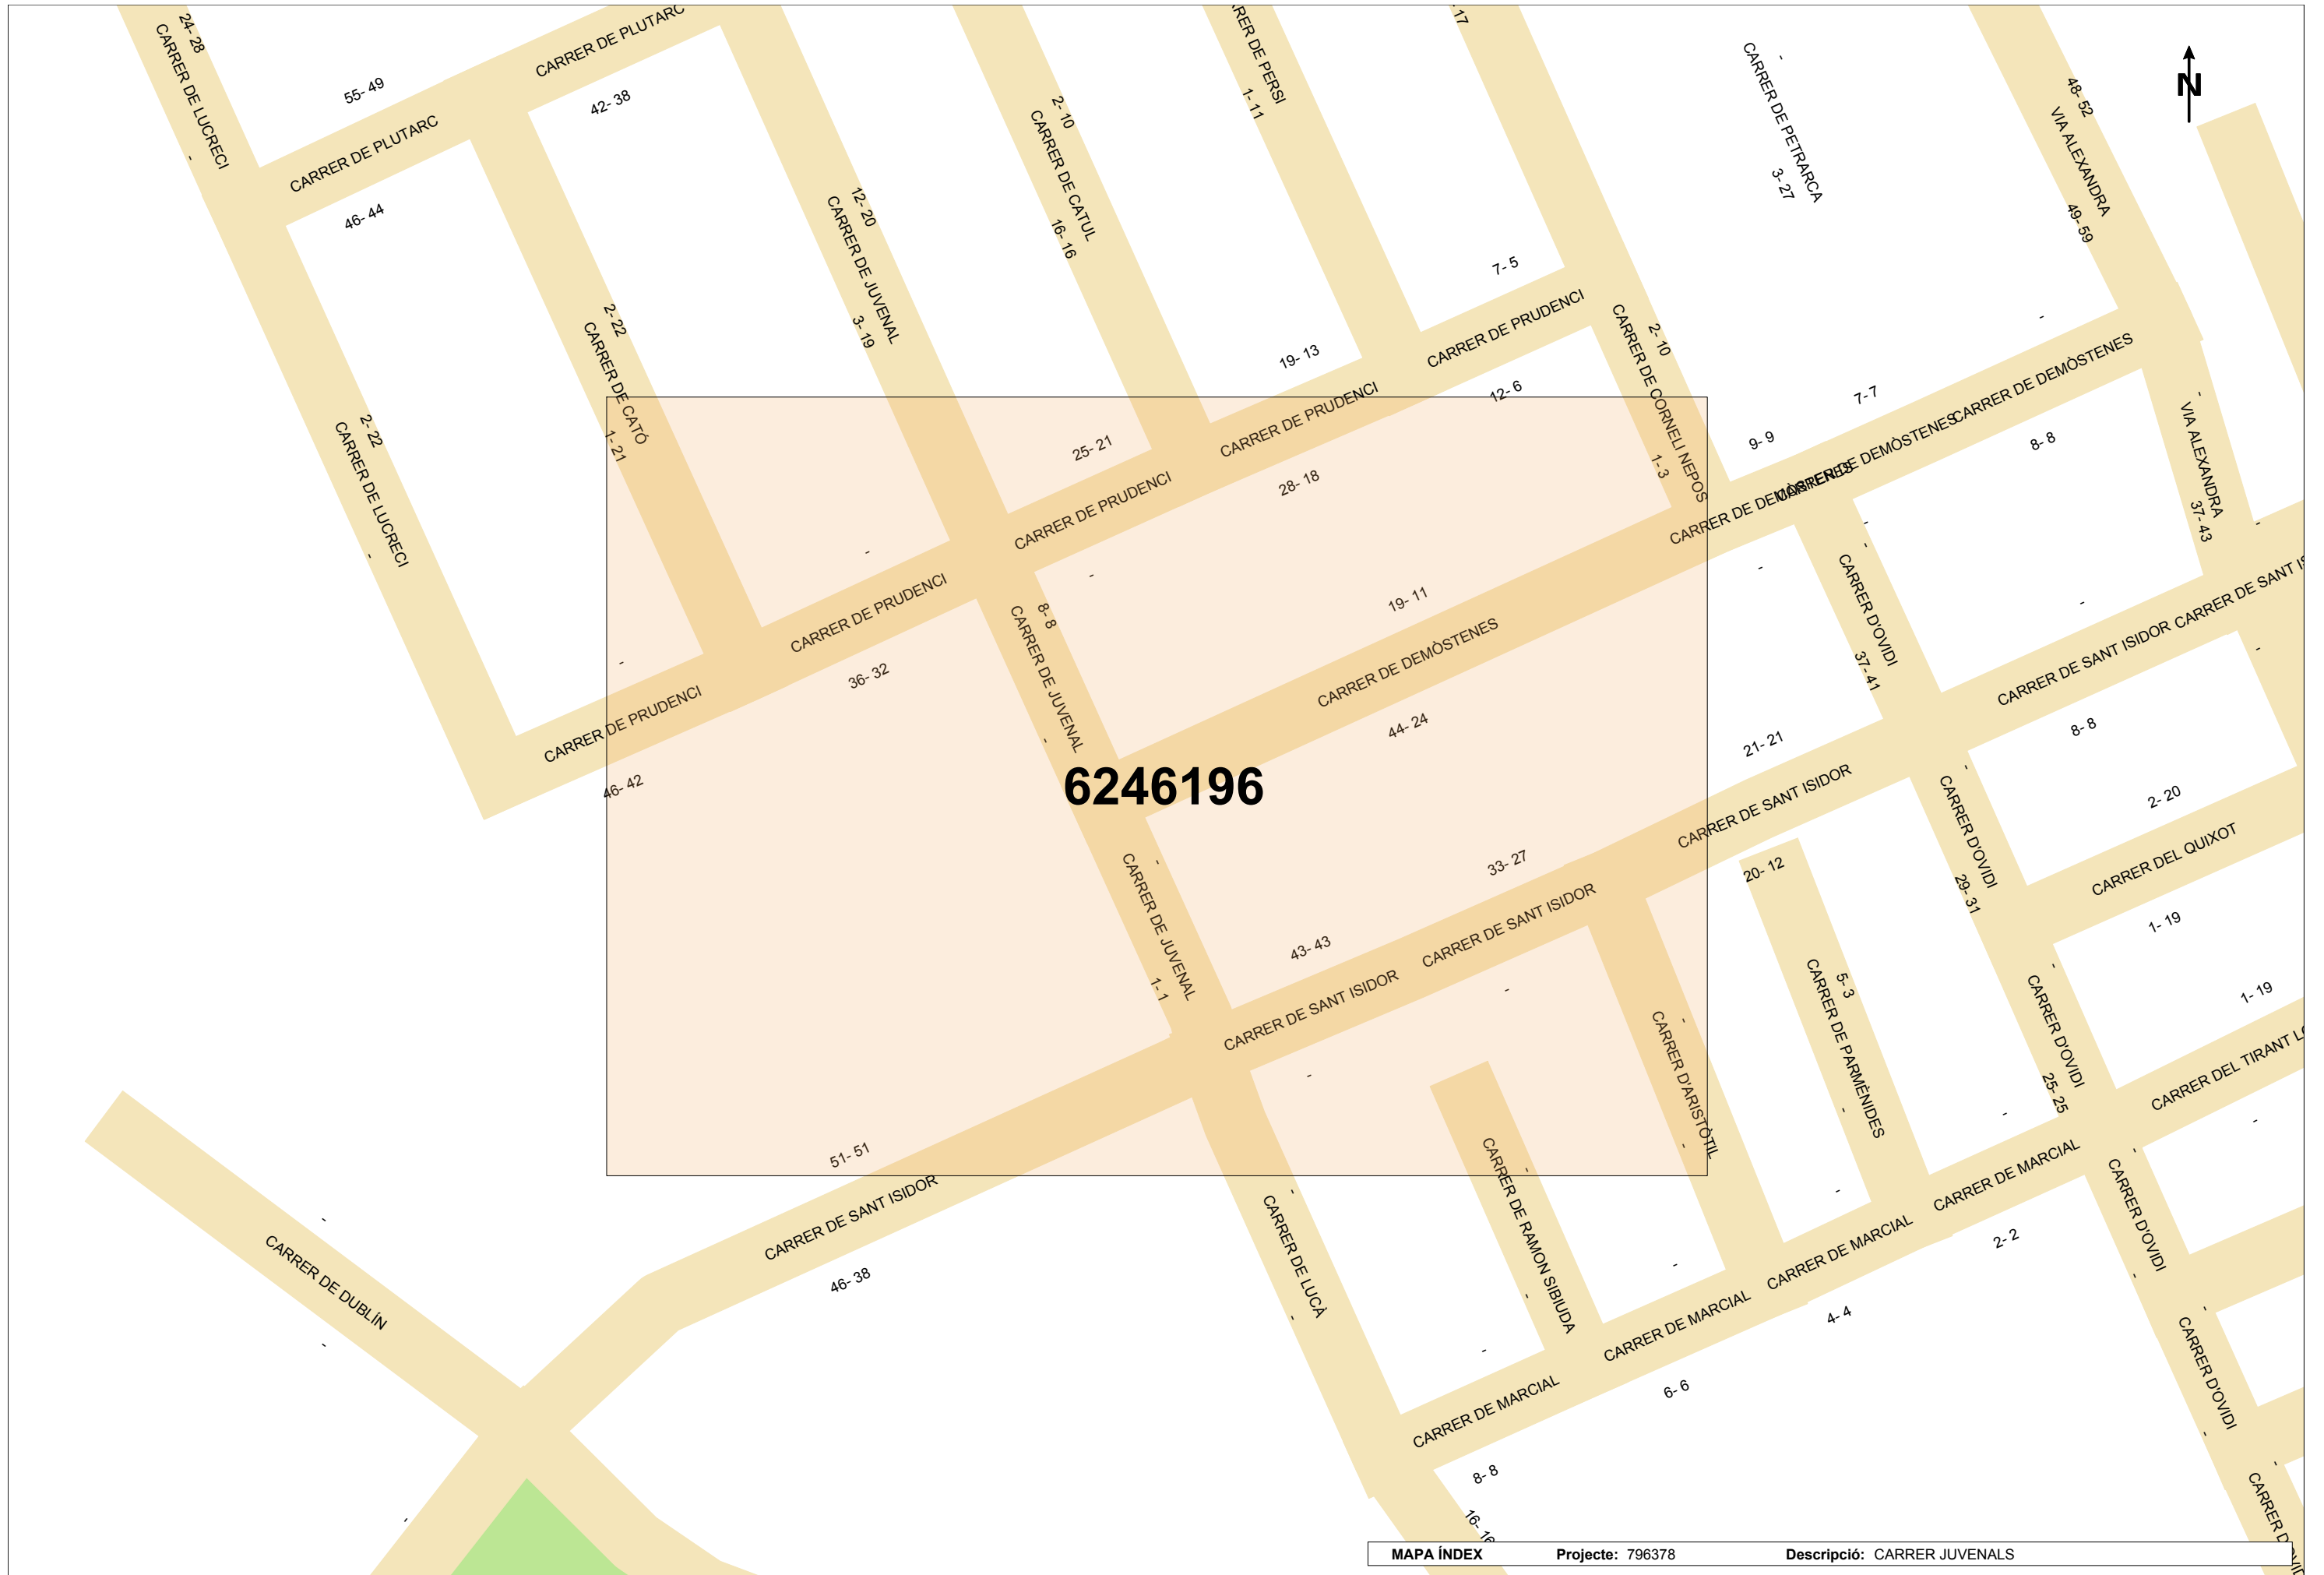 24- 28
CARRER DE LUCRECI
-
55- 49
CARRER DE PLUTARC
46- 44
CARRER DE PLUTARC
42- 38
2- 22
CARRER DE LUCRECI
-
2- 22
CARRER DE CATÓ
1- 21
12- 20
CARRER DE JUVENAL
3- 19
2- 10
CARRER DE CATUL
16- 16
DE PERSI
1- 11
17
-
CARRER DE PETRARCA
3- 27
48- 52
VIA ALEXANDRA
49- 59
N
7- 5
CARRER DE PRUDENCI
12- 6
19- 13
CARRER DE PRUDENCI
28- 18
25- 21
CARRER DE PRUDENCI
-
-
CARRER DE PRUDENCI
36- 32
-
CARRER DE PRUDENCI
46- 42
2- 10
CARRER DE CORNELI NEPOS
1- 3
9- 9
CARRER DE DEMÒSTENES
-
7- 7
CARRER DE DEMÒSTENES
-
-
CARRER DE DEMÒSTENES
8- 8
-
VIA ALEXANDRA
37- 43
8- 8
CARRER DE JUVENAL
-
19- 11
CARRER DE DEMÒSTENES
44- 24
6246196
-
CARRER D'OVIDI
37- 41
-
CARRER DE SANT ISIDOR
8- 8
-
CARRER DE SANT
-
21- 21
CARRER DE SANT ISIDOR
20- 12
33- 27
CARRER DE SANT ISIDOR
-
43- 43
CARRER DE SANT ISIDOR
-
-
CARRER DE JUVENAL
1- 1
-
CARRER D'OVIDI
29- 31
2- 20
CARRER DEL QUIXOT
1- 19
-
CARRER D'OVIDI
25- 25
1- 19
CARRER DEL TIRANT
-
5- 3
CARRER DE PARMÈNIDES
-
-
CARRER D'ARISTÒTIL
-
-
CARRER DE RAMON SIBIUDA
-
51- 51
CARRER DE SANT ISIDOR
46- 38
-
CARRER DE LUCÀ
-
-
CARRER DE MARCIAL
2- 2
-
CARRER DE MARCIAL
4- 4
-
CARRER DE MARCIAL
6- 6
-
CARRER DE MARCIAL
8- 8
-
CARRER D'OVIDI
-
-
CARRER D'OVIDI
-
-
CARRER
-
CARRER DE DUBLÍN
-
-
16- 16
MAPA ÍNDEX Projecte: 796378 Descripció: CARRER JUVENALS